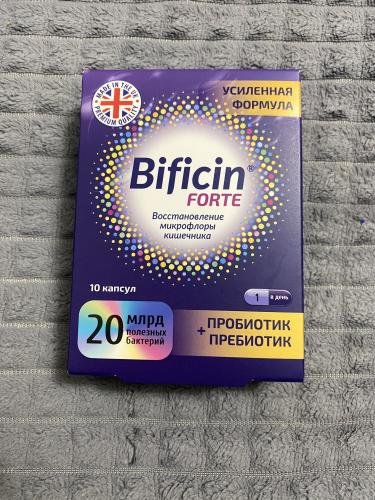 MADE IN THE UK
PREMIUM QUALITY
УСИЛЕННАЯ
ФОРМУЛА
Bificin®
FORTE
Восстановление
микрофлоры
кишечника
10 капсул
1 в день
20 млрд
полезных
бактерий
+ ПРОБИОТИК
ПРЕБИОТИК